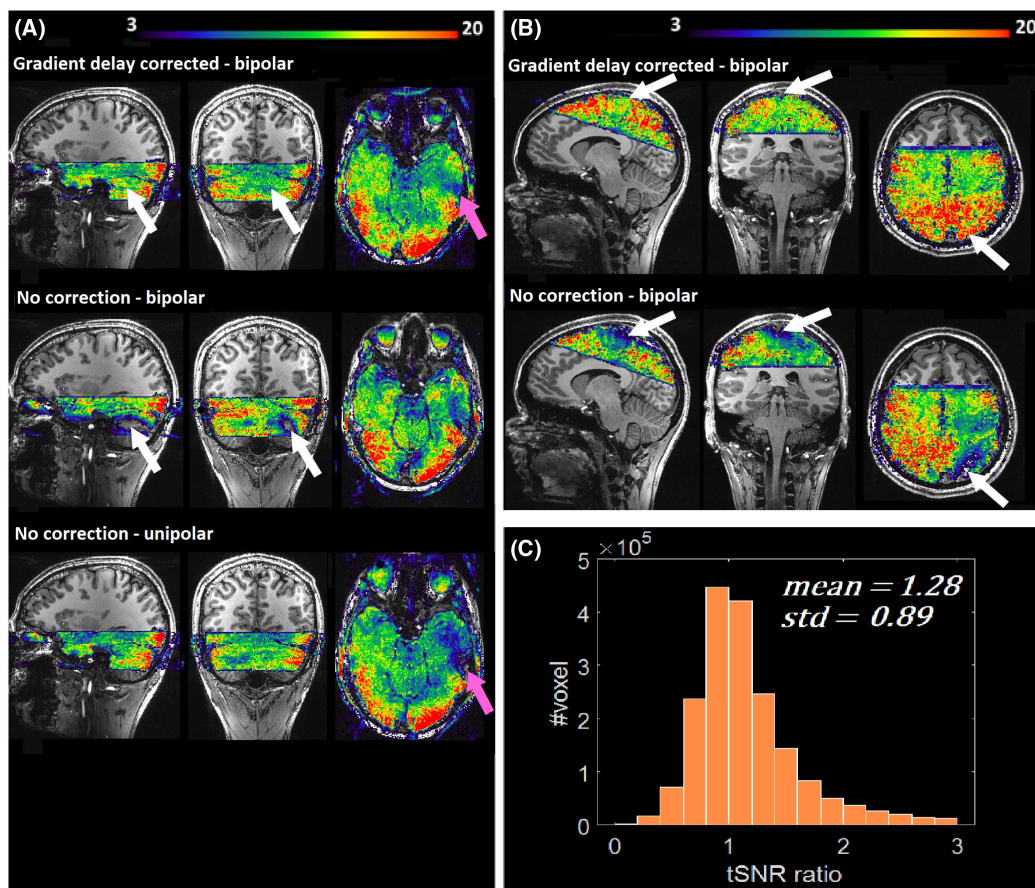 (A)
3
20
Gradient delay corrected - bipolar
No correction - bipolar
No correction - unipolar
(B)
3
20
Gradient delay corrected - bipolar
No correction - bipolar
(C)
×10⁵
mean = 1.28
std = 0.89
5
4
3
2
1
0
#voxel
0 1 2 3
tSNR ratio